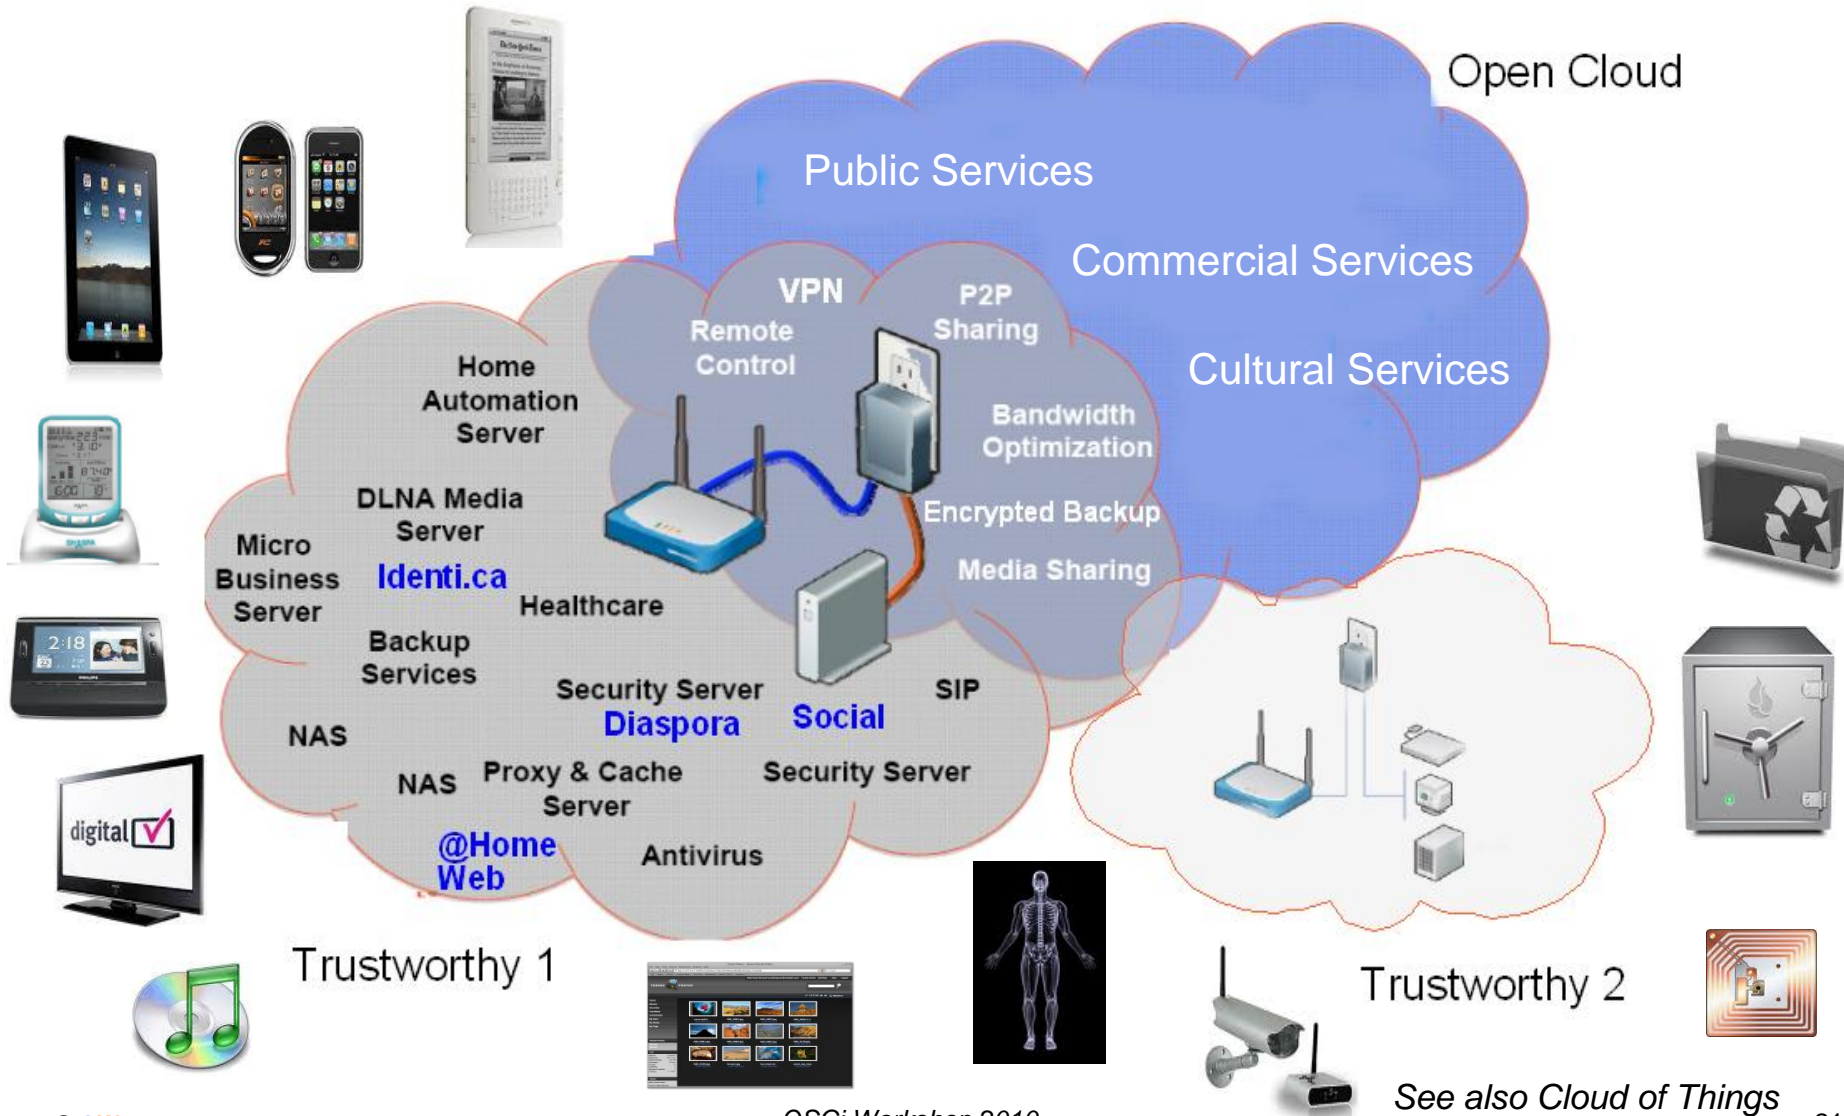 Open Cloud
Public Services
Commercial Services
Cultural Services
VPN
P2P
Sharing
Remote
Control
Home
Automation
Server
Bandwidth
Optimization
DLNA Media
Server
Encrypted Backup
Micro
Business
Server
Identi.ca
Media Sharing
Healthcare
Backup
Services
Security Server
Diaspora
Social
SIP
NAS
NAS
Proxy & Cache
Server
Security Server
@Home
Web
Antivirus
2:18
digital
Trustworthy 1
Trustworthy 2
See also Cloud of Things